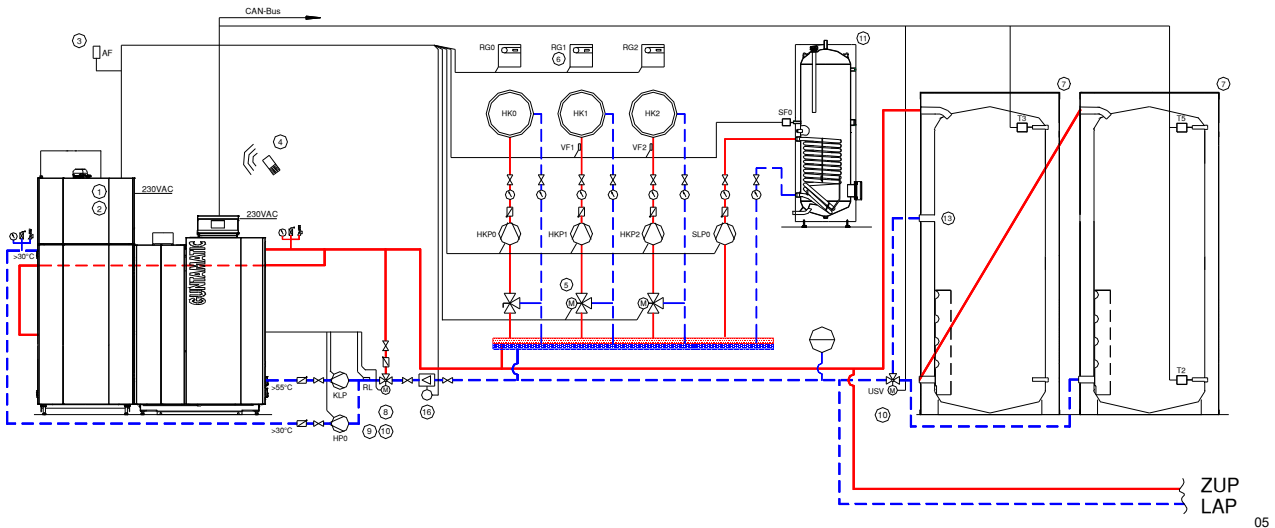 CAN-Bus
3
AF
RG0
RG1
RG2
6
11
7
7
HK0
HK1
HK2
SF0
T3
T5
VF1
VF2
4
1
2
230VAC
230VAC
GUNTAMATIC
13
HKP0
HKP1
HKP2
SLP0
>30°C
5
M
M
>55°C
KLP
RL
M
8
16
USV
M
10
T2
>30°C
HP0
9
10
ZUP
LAP
05